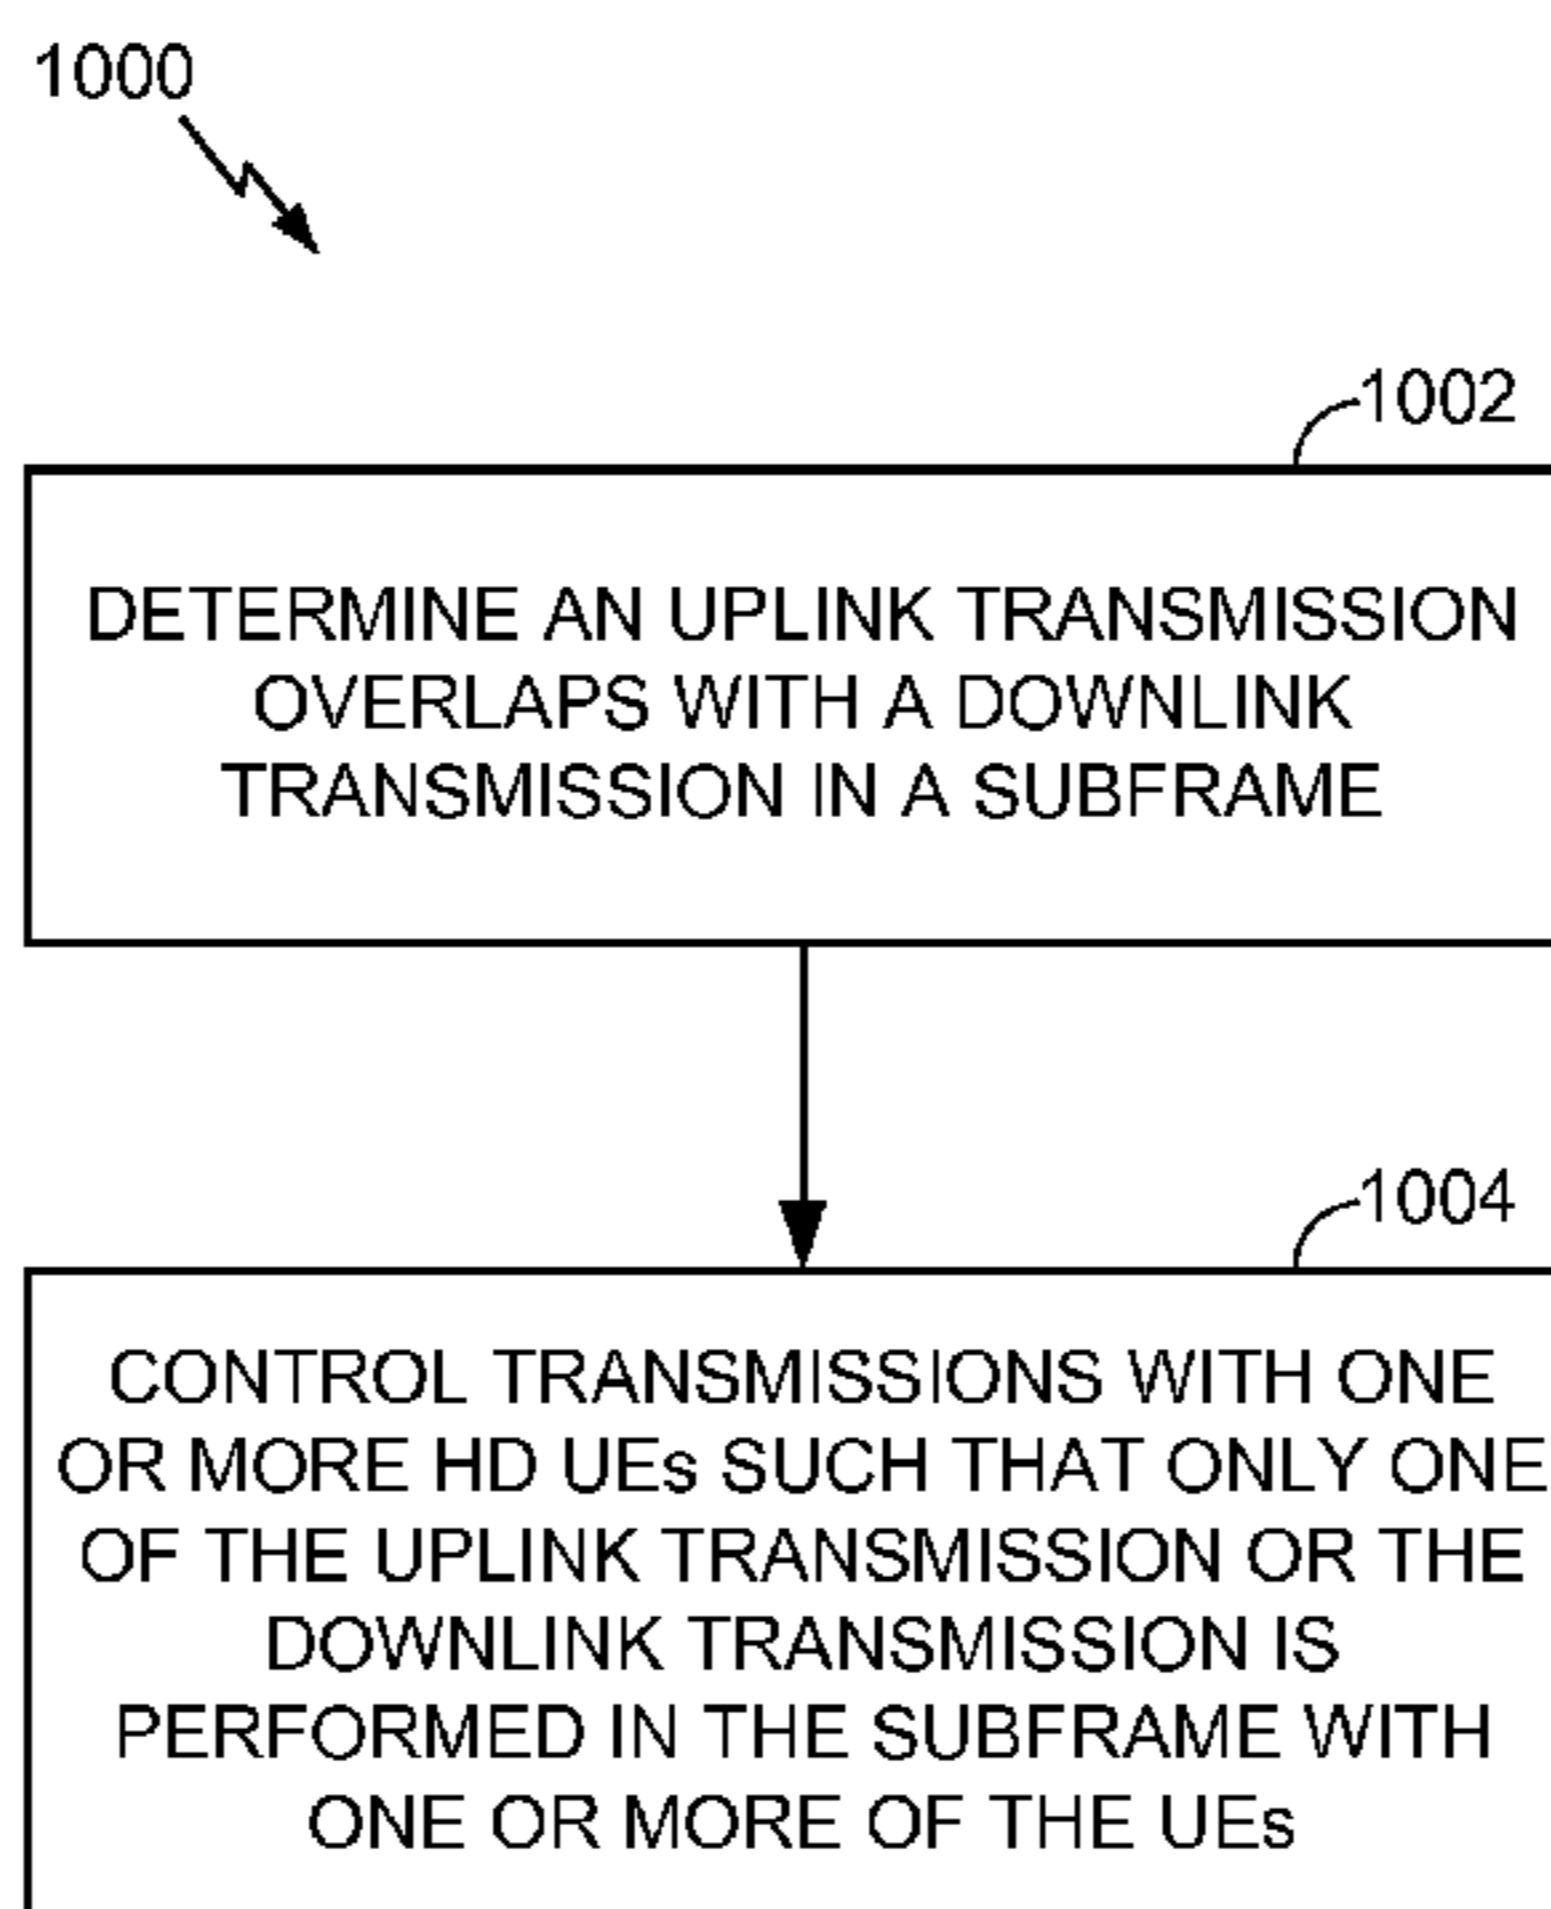 1000
1002
DETERMINE AN UPLINK TRANSMISSION
OVERLAPS WITH A DOWNLINK
TRANSMISSION IN A SUBFRAME
1004
CONTROL TRANSMISSIONS WITH ONE
OR MORE HD UEs SUCH THAT ONLY ONE
OF THE UPLINK TRANSMISSION OR THE
DOWNLINK TRANSMISSION IS
PERFORMED IN THE SUBFRAME WITH
ONE OR MORE OF THE UEs